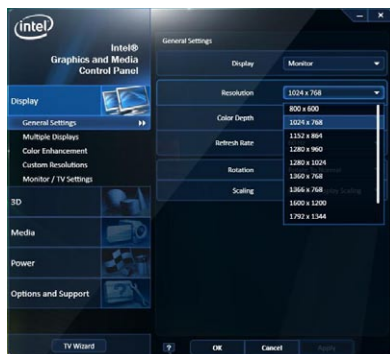 intel
Intel®
Graphics and Media
Control Panel
General Settings
Display
Monitor
Display
General Settings
Multiple Displays
Color Enhancement
Custom Resolutions
Monitor / TV Settings
3D
Media
Power
Options and Support
TV Wizard
Resolution
1024 x 768
Color Depth
Refresh Rate
Rotation
Scaling
800 x 600
1024 x 768
1152 x 864
1280 x 960
1280 x 1024
1360 x 768
1366 x 768
1600 x 1200
1792 x 1344
Scaling
?
OK
Cancel
Apply